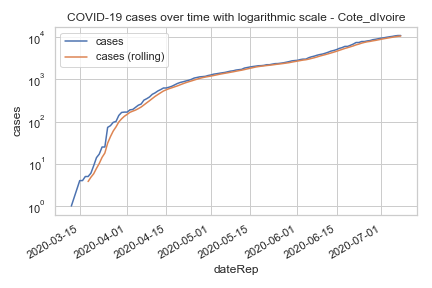 COVID-19 cases over time with logarithmic scale - Cote_dIvoire
cases
cases (rolling)
10⁴
10³
10²
10¹
10⁰
cases
2020-03-15
2020-04-01
2020-04-15
2020-05-01
2020-05-15
2020-06-01
2020-06-15
2020-07-01
dateRep